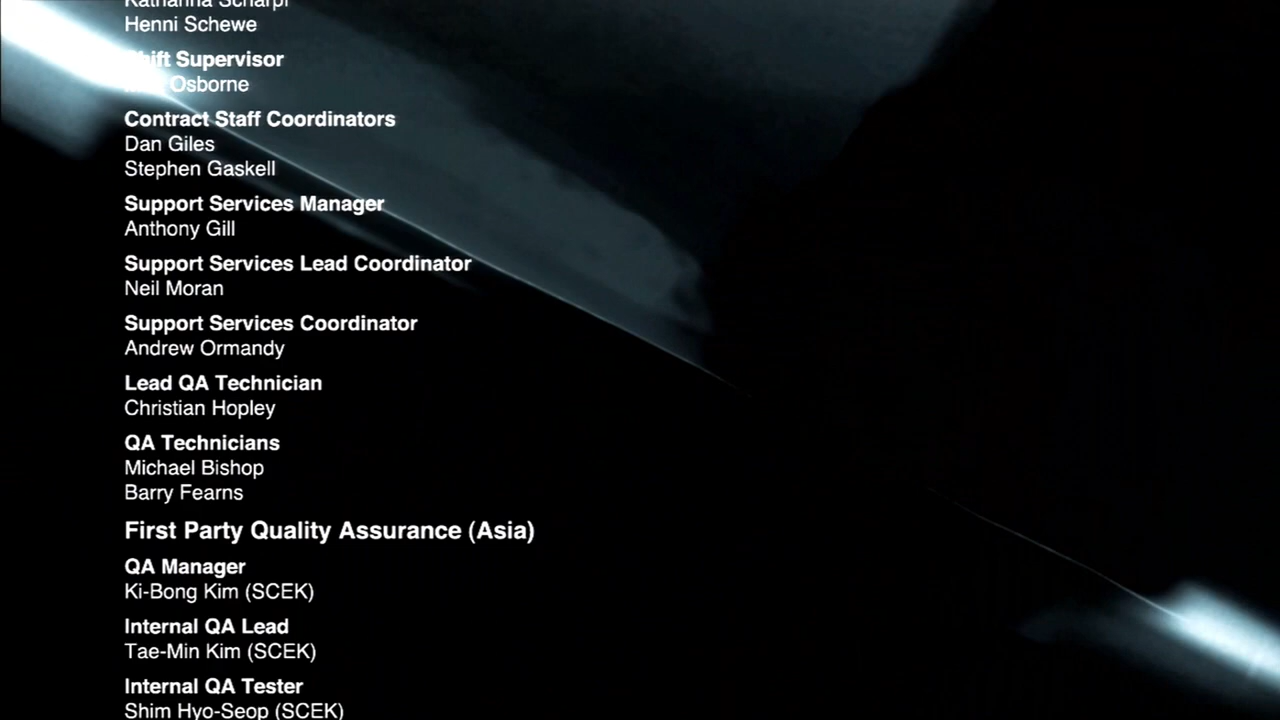 Katharina Scharpf
Henni Schewe
Shift Supervisor
Osborne
Contract Staff Coordinators
Dan Giles
Stephen Gaskell
Support Services Manager
Anthony Gill
Support Services Lead Coordinator
Neil Moran
Support Services Coordinator
Andrew Ormandy
Lead QA Technician
Christian Hopley
QA Technicians
Michael Bishop
Barry Fearns
First Party Quality Assurance (Asia)
QA Manager
Ki-Bong Kim (SCEK)
Internal QA Lead
Tae-Min Kim (SCEK)
Internal QA Tester
Shim Hyo-Seop (SCEK)